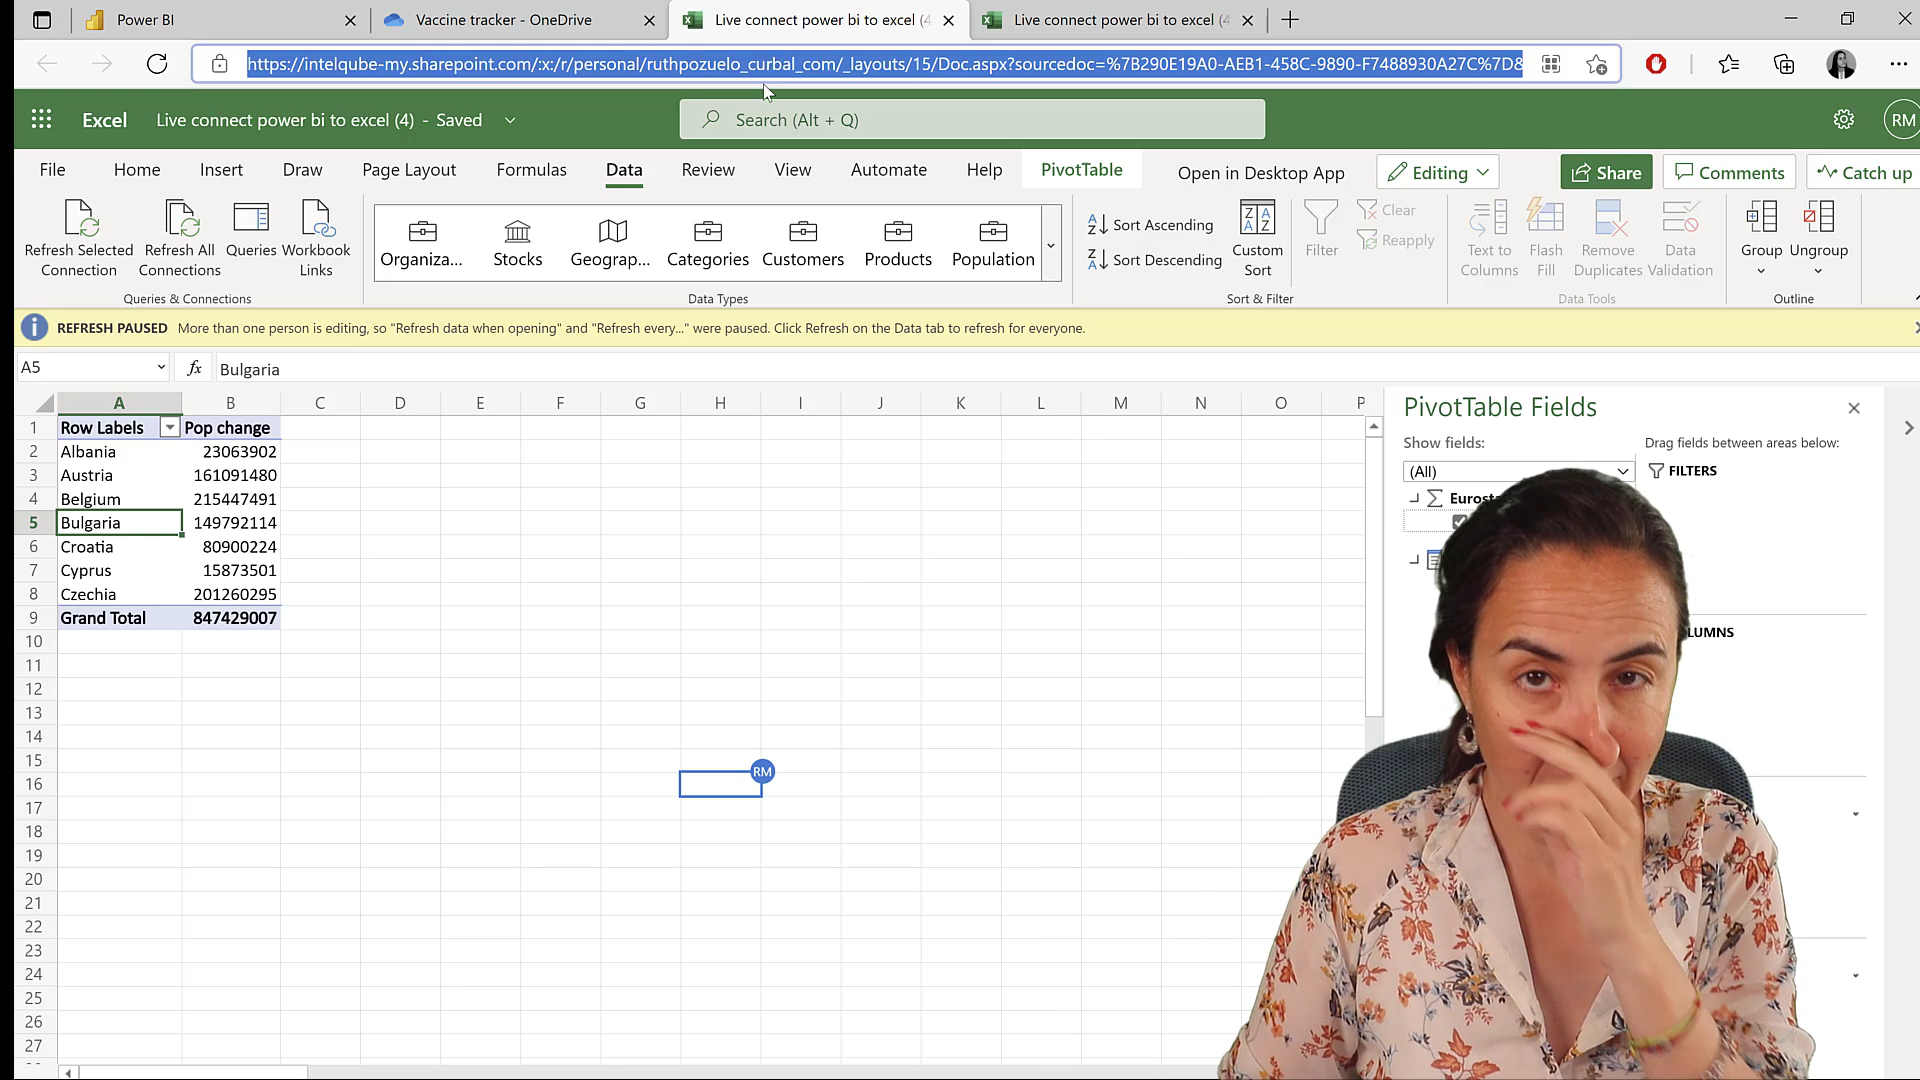 Power BI
Vaccine tracker - OneDrive
Live connect power bi to excel (4
Live connect power bi to excel (4
https://intelqube-my.sharepoint.com/:x:/r/personal/ruthpozuelo_curbal_com/_layouts/15/Doc.aspx?sourcedoc=%7B290E19A0-AEB1-458C-9890-F7488930A27C%7D&
Excel
Live connect power bi to excel (4) - Saved
Search (Alt + Q)
RM
File
Home
Insert
Draw
Page Layout
Formulas
Data
Review
View
Automate
Help
PivotTable
Open in Desktop App
Editing
Share
Comments
Catch up
Refresh Selected
Connection
Refresh All
Connections
Queries
Workbook
Links
Queries & Connections
Organiza...
Stocks
Geograp...
Categories
Customers
Products
Population
Data Types
Sort Ascending
Sort Descending
Custom
Sort
Filter
Clear
Reapply
Sort & Filter
Text to
Columns
Flash
Fill
Remove
Duplicates
Data
Validation
Data Tools
Group
Ungroup
Outline
REFRESH PAUSED More than one person is editing, so "Refresh data when opening" and "Refresh every..." were paused. Click Refresh on the Data tab to refresh for everyone.
A5
fx
Bulgaria
A B C D E F G H I J K L M N O P
1 Row Labels Pop change
2 Albania 23063902
3 Austria 161091480
4 Belgium 215447491
5 Bulgaria 149792114
6 Croatia 80900224
7 Cyprus 15873501
8 Czechia 201260295
9 Grand Total 847429007
10
11
12
13
14
15
16
17
18
19
20
21
22
23
24
25
26
27
RM
PivotTable Fields
Show fields:
(All)
Drag fields between areas below:
FILTERS